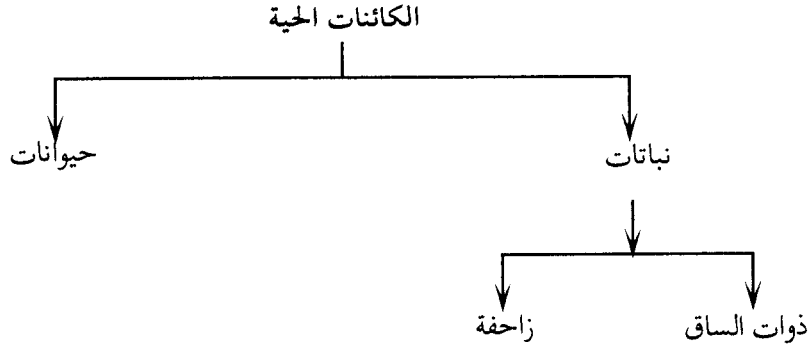 الكائنات الحية
نباتات
حيوانات
ذوات الساق
زاحفة